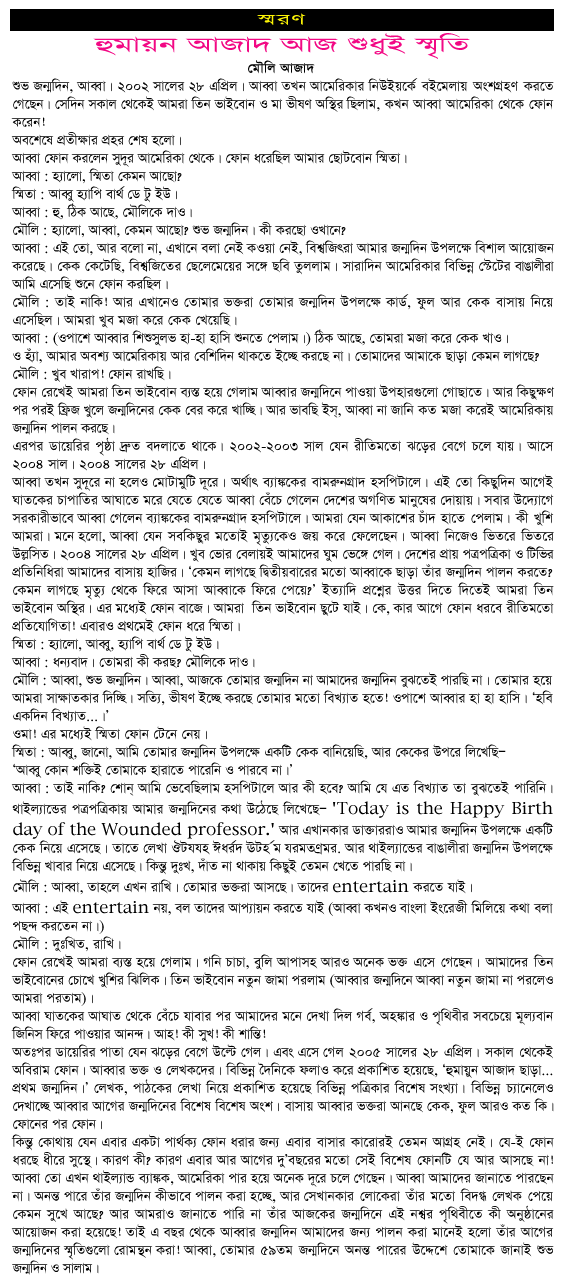 স্মরণ
হুমায়ন আজাদ আজ শুধুই স্মৃতি
মৌলি আজাদ
শুভ জন্মদিন, আব্বা। ২০০২ সালের ২৮ এপ্রিল। আব্বা তখন আমেরিকার নিউইয়র্কে বইমেলায় অংশগ্রহণ করতে
গেছেন। সেদিন সকাল থেকেই আমরা তিন ভাইবোন ও মা ভীষণ অস্থির ছিলাম, কখন আব্বা আমেরিকা থেকে ফোন
করেন!
অবশেষে প্রতীক্ষার প্রহর শেষ হলো।
আব্বা ফোন করলেন সুদূর আমেরিকা থেকে। ফোন ধরেছিল আমার ছোটবোন স্মিতা।
আব্বা : হ্যালো, স্মিতা কেমন আছো?
স্মিতা : আব্বু হ্যাপি বার্থ ডে টু ইউ।
আব্বা : হু, ঠিক আছে, মৌলিকে দাও।
মৌলি : হ্যালো, আব্বা, কেমন আছো? শুভ জন্মদিন। কী করছো ওখানে?
আব্বা : এই তো, আর বলো না, এখানে বলা নেই কওয়া নেই, বিশ্বজিৎরা আমার জন্মদিন উপলক্ষে বিশাল আয়োজন
করেছে। কেক কেটেছি, বিশ্বজিতের ছেলেমেয়ের সঙ্গে ছবি তুললাম। সারাদিন আমেরিকার বিভিন্ন স্টেটের বাঙালীরা
আমি এসেছি শুনে ফোন করছিল।
মৌলি : তাই নাকি! আর এখানেও তোমার ভক্তরা তোমার জন্মদিন উপলক্ষে কার্ড, ফুল আর কেক বাসায় নিয়ে
এসেছিল। আমরা খুব মজা করে কেক খেয়েছি।
আব্বা : (ওপাশে আব্বার শিশুসুলভ হা-হা হাসি শুনতে পেলাম।) ঠিক আছে, তোমরা মজা করে কেক খাও।
ও হ্যাঁ, আমার অবশ্য আমেরিকায় আর বেশিদিন থাকতে ইচ্ছে করছে না। তোমাদের আমাকে ছাড়া কেমন লাগছে?
মৌলি : খুব খারাপ! ফোন রাখছি।
ফোন রেখেই আমরা তিন ভাইবোন ব্যস্ত হয়ে গেলাম আব্বার জন্মদিনে পাওয়া উপহারগুলো গোছাতে। আর কিছুক্ষণ
পর পরই ফ্রিজ খুলে জন্মদিনের কেক বের করে খাচ্ছি। আর ভাবছি ইস্, আব্বা না জানি কত মজা করেই আমেরিকায়
জন্মদিন পালন করছে।
এরপর ডায়েরির পৃষ্ঠা দ্রুত বদলাতে থাকে। ২০০২-২০০৩ সাল যেন রীতিমতো ঝড়ের বেগে চলে যায়। আসে
২০০৪ সাল। ২০০৪ সালের ২৮ এপ্রিল।
আব্বা তখন সুদূরে না হলেও মোটামুটি দূরে। অর্থাৎ ব্যাংককের বামরুনগ্রাদ হসপিটালে। এই তো কিছুদিন আগেই
ঘাতকের চাপাতির আঘাতে মরে যেতে যেতে আব্বা বেঁচে গেলেন দেশের অগণিত মানুষের দোয়ায়। সবার উদ্যোগে
সরকারীভাবে আব্বা গেলেন ব্যাংককের বামরুনগ্রাদ হসপিটালে। আমরা যেন আকাশের চাঁদ হাতে পেলাম। কী খুশি
আমরা। মনে হলো, আব্বা যেন সবকিছুর মতোই মৃত্যুকেও জয় করে ফেলেছেন। আব্বা নিজেও ভিতরে ভিতরে
উল্লসিত। ২০০৪ সালের ২৮ এপ্রিল। খুব ভোর বেলায়ই আমাদের ঘুম ভেঙ্গে গেল। দেশের প্রায় পত্রপত্রিকা ও টিভির
প্রতিনিধিরা আমাদের বাসায় হাজির। ‘কেমন লাগছে দ্বিতীয়বারের মতো আব্বাকে ছাড়া তাঁর জন্মদিন পালন করতে?
কেমন লাগছে মৃত্যু থেকে ফিরে আসা আব্বাকে ফিরে পেয়ে?’ ইত্যাদি প্রশ্নের উত্তর দিতে দিতেই আমরা তিন
ভাইবোন অস্থির। এর মধ্যেই ফোন বাজে। আমরা তিন ভাইবোন ছুটে যাই। কে, কার আগে ফোন ধরবে রীতিমতো
প্রতিযোগিতা! এবারও প্রথমেই ফোন ধরে স্মিতা।
স্মিতা : হ্যালো, আব্বু, হ্যাপি বার্থ ডে টু ইউ।
আব্বা : ধন্যবাদ। তোমরা কী করছ? মৌলিকে দাও।
মৌলি : আব্বা, শুভ জন্মদিন। আব্বা, আজকে তোমার জন্মদিন না আমাদের জন্মদিন বুঝতেই পারছি না। তোমার হয়ে
আমরা সাক্ষাতকার দিচ্ছি। সত্যি, ভীষণ ইচ্ছে করছে তোমার মতো বিখ্যাত হতে! ওপাশে আব্বার হা হা হাসি। ‘হবি
একদিন বিখ্যাত...।’
ওমা! এর মধ্যেই স্মিতা ফোন টেনে নেয়।
স্মিতা : আব্বু, জানো, আমি তোমার জন্মদিন উপলক্ষে একটি কেক বানিয়েছি, আর কেকের উপরে লিখেছি–
‘আব্বু কোন শক্তিই তোমাকে হারাতে পারেনি ও পারবে না।’
আব্বা : তাই নাকি? শোন্ আমি ভেবেছিলাম হসপিটালে আর কী হবে? আমি যে এত বিখ্যাত তা বুঝতেই পারিনি।
থাইল্যান্ডের পত্রপত্রিকায় আমার জন্মদিনের কথা উঠেছে লিখেছে– 'Today is the Happy Birth
day of the Wounded professor.' আর এখানকার ডাক্তাররাও আমার জন্মদিন উপলক্ষে একটি
কেক নিয়ে এসেছে। তাতে লেখা আর থাইল্যান্ডের বাঙালীরা জন্মদিন উপলক্ষে
বিভিন্ন খাবার নিয়ে এসেছে। কিন্তু দুঃখ, দাঁত না থাকায় কিছুই তেমন খেতে পারছি না।
মৌলি : আব্বা, তাহলে এখন রাখি। তোমার ভক্তরা আসছে। তাদের entertain করতে যাই।
আব্বা : এই entertain নয়, বল তাদের আপ্যায়ন করতে যাই (আব্বা কখনও বাংলা ইংরেজী মিলিয়ে কথা বলা
পছন্দ করতেন না।)
মৌলি : দুঃখিত, রাখি।
ফোন রেখেই আমরা ব্যস্ত হয়ে গেলাম। গনি চাচা, বুলি আপাসহ আরও অনেক ভক্ত এসে গেছেন। আমাদের তিন
ভাইবোনের চোখে খুশির ঝিলিক। তিন ভাইবোন নতুন জামা পরলাম (আব্বার জন্মদিনে আব্বা নতুন জামা না পরলেও
আমরা পরতাম)।
আব্বা ঘাতকের আঘাত থেকে বেঁচে যাবার পর আমাদের মনে দেখা দিল গর্ব, অহঙ্কার ও পৃথিবীর সবচেয়ে মূল্যবান
জিনিস ফিরে পাওয়ার আনন্দ। আহ! কী সুখ! কী শান্তি!
অতঃপর ডায়েরির পাতা যেন ঝড়ের বেগে উল্টে গেল। এবং এসে গেল ২০০৫ সালের ২৮ এপ্রিল। সকাল থেকেই
অবিরাম ফোন। আব্বার ভক্ত ও লেখকদের। বিভিন্ন দৈনিকে ফলাও করে প্রকাশিত হয়েছে, ‘হুমায়ুন আজাদ ছাড়া...
প্রথম জন্মদিন।’ লেখক, পাঠকের লেখা নিয়ে প্রকাশিত হয়েছে বিভিন্ন পত্রিকার বিশেষ সংখ্যা। বিভিন্ন চ্যানেলেও
দেখাচ্ছে আব্বার আগের জন্মদিনের বিশেষ বিশেষ অংশ। বাসায় আব্বার ভক্তরা আনছে কেক, ফুল আরও কত কি।
ফোনের পর ফোন।
কিন্তু কোথায় যেন এবার একটা পার্থক্য ফোন ধরার জন্য এবার বাসার কারোরই তেমন আগ্রহ নেই। যে-ই ফোন
ধরছে ধীরে সুস্থে। কারণ কী? কারণ এবার আর আগের দু’বছরের মতো সেই বিশেষ ফোনটি যে আর আসছে না!
আব্বা তো এখন থাইল্যান্ড ব্যাংকক, আমেরিকা পার হয়ে অনেক দূরে চলে গেছেন। আব্বা আমাদের জানাতে পারছেন
না। অনন্ত পারে তাঁর জন্মদিন কীভাবে পালন করা হচ্ছে, আর সেখানকার লোকেরা তাঁর মতো বিদগ্ধ লেখক পেয়ে
কেমন সুখে আছে? আর আমরাও জানাতে পারি না তাঁর আজকের জন্মদিনে এই নশ্বর পৃথিবীতে কী অনুষ্ঠানের
আয়োজন করা হয়েছে! তাই এ বছর থেকে আব্বার জন্মদিন আমাদের জন্য পালন করা মানেই হলো তাঁর আগের
জন্মদিনের স্মৃতিগুলো রোমন্থন করা! আব্বা, তোমার ৫৯তম জন্মদিনে অনন্ত পারের উদ্দেশে তোমাকে জানাই শুভ
জন্মদিন ও সালাম।